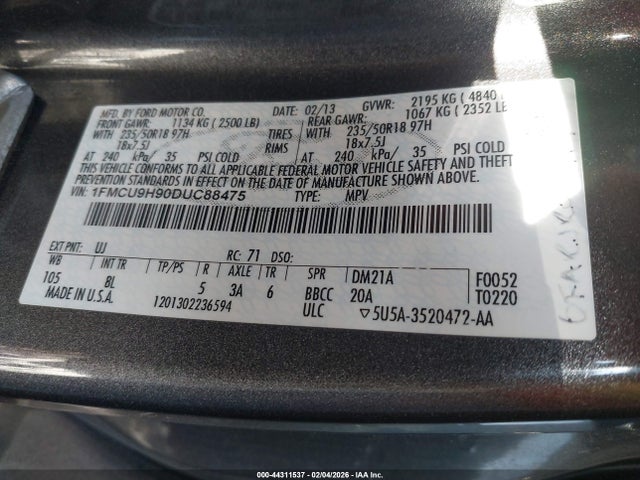 MFD. BY FORD MOTOR CO. DATE: 02/13 GVWR: 2195 KG ( 4840
FRONT GAWR: 1134 KG ( 2500 LB) REAR GAWR: 1067 KG ( 2352 LB
WITH 235/50R18 97H TIRES WITH 235/50R18 97H
18x7.5J RIMS 18x7.5J
AT 240 kPa/ 35 PSI COLD AT 240 kPa/ 35 PSI COLD
THIS VEHICLE CONFORMS TO ALL APPLICABLE FEDERAL MOTOR VEHICLE SAFETY AND THEFT
PREVENTION STANDARDS IN EFFECT ON THE DATE OF MANUFACTURE SHOWN ABOVE.
VIN: 1FMCU9H90DUC88475 TYPE: MPV
EXT PNT: UJ RC: 71 DSO:
WB INT TR TP/PS R AXLE TR SPR DM21A F0052
105 BL 5 3A 6 BBCC 20A T0220
MADE IN U.S.A. 1201302236594 ULC ▽5U5A-3520472-AA
000-44311537 - 02/04/2026 - IAA Inc.